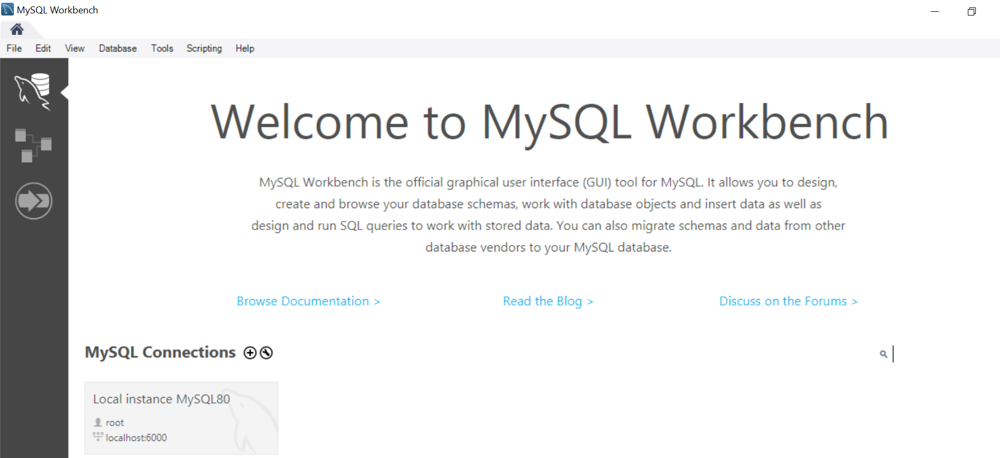 MySQL Workbench
File Edit View Database Tools Scripting Help
Welcome to MySQL Workbench
MySQL Workbench is the official graphical user interface (GUI) tool for MySQL. It allows you to design,
create and browse your database schemas, work with database objects and insert data as well as
design and run SQL queries to work with stored data. You can also migrate schemas and data from other
database vendors to your MySQL database.
Browse Documentation > Read the Blog > Discuss on the Forums >
MySQL Connections
Local instance MySQL80
root
localhost:6000